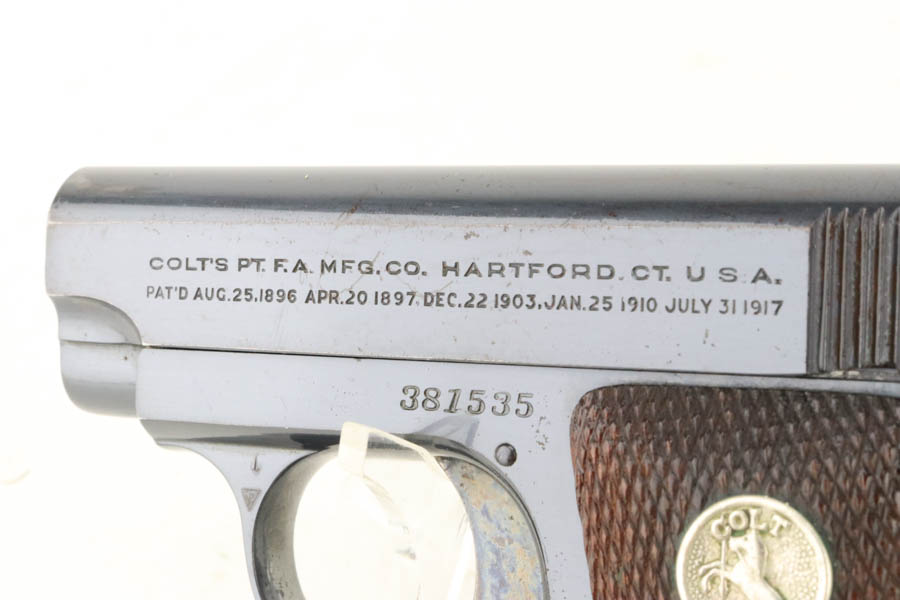 COLT'S PT. F.A. MFG. CO. HARTFORD. CT. U S A.
PAT'D AUG. 25, 1896 APR. 20 1897, DEC. 22 1903, JAN. 25 1910 JULY 31 1917
381535
COLT